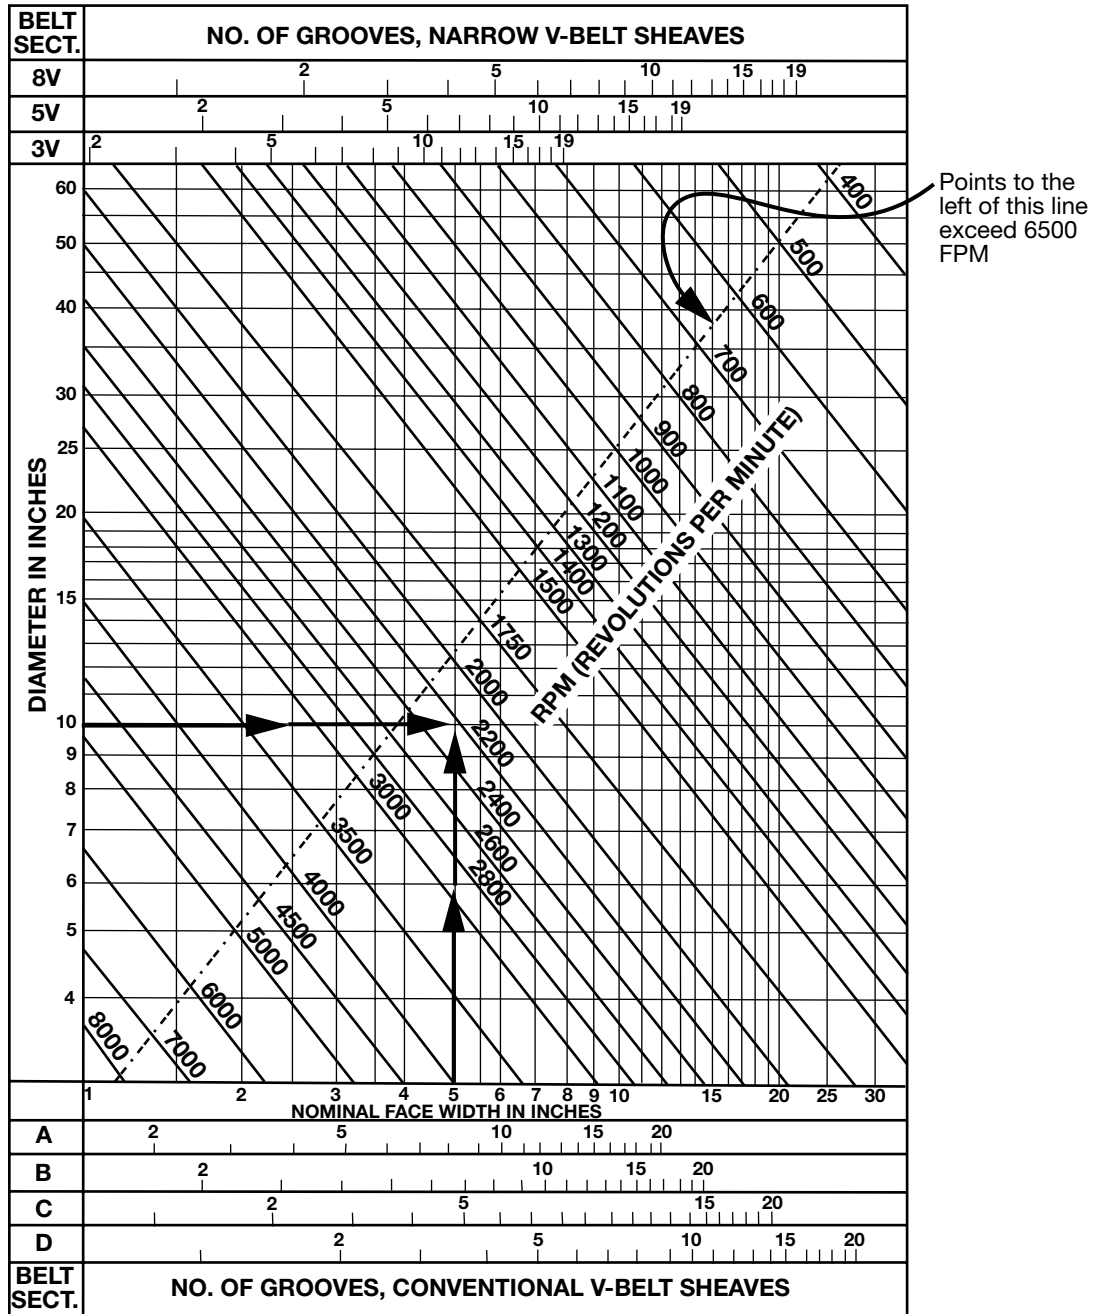 BELT
SECT.
NO. OF GROOVES, NARROW V-BELT SHEAVES
8V
2 5 10 15 19
5V
2 5 10 15 19
3V
2 5 10 15 19
Points to the
left of this line
exceed 6500
FPM
DIAMETER IN INCHES
60
50
40
30
25
20
15
10
9
8
7
6
5
4
400
500
600
700
800
900
1000
1100
1200
1300
1400
1500
1750
2000
2200
2400
2600
2800
3000
3500
4000
4500
5000
6000
7000
8000
RPM (REVOLUTIONS PER MINUTE)
1 2 3 4 5 6 7 8 9 10 15 20 25 30
NOMINAL FACE WIDTH IN INCHES
A
2 5 10 15 20
B
2 10 15 20
C
2 5 15 20
D
2 5 10 15 20
BELT
SECT.
NO. OF GROOVES, CONVENTIONAL V-BELT SHEAVES